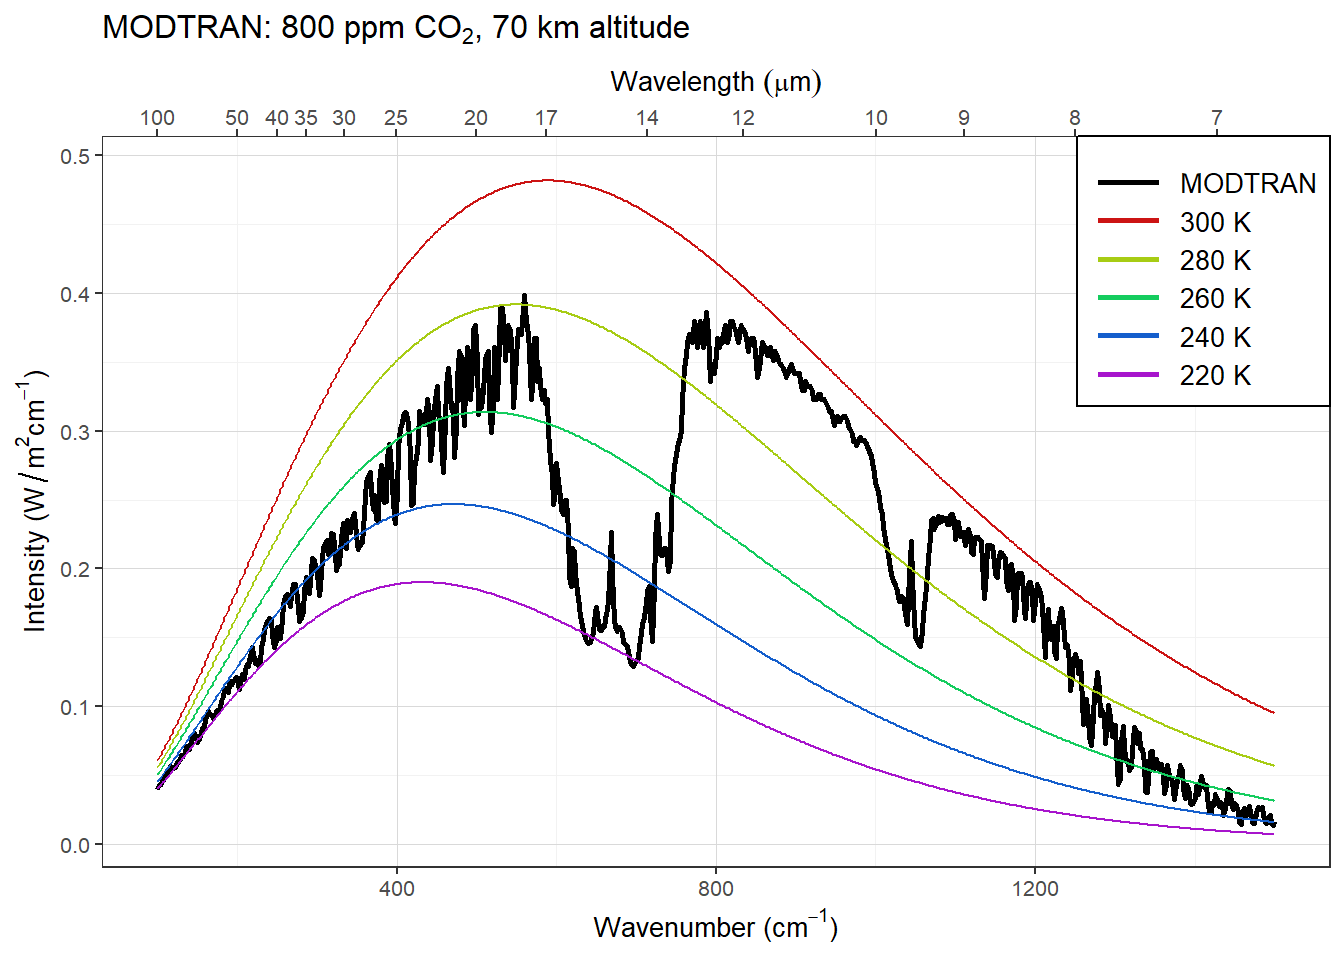 MODTRAN: 800 ppm CO₂, 70 km altitude
Wavelength (μm)
100 50 40 35 30 25 20 17 14 12 10 9 8 7
0.5
0.4
0.3
0.2
0.1
0.0
Intensity (W / m² cm⁻¹)
MODTRAN
300 K
280 K
260 K
240 K
220 K
400 800 1200
Wavenumber (cm⁻¹)